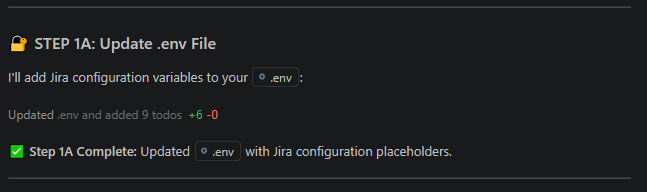 🔐 STEP 1A: Update .env File
I'll add Jira configuration variables to your .env :
Updated .env and added 9 todos +6 -0
✅ Step 1A Complete: Updated .env with Jira configuration placeholders.